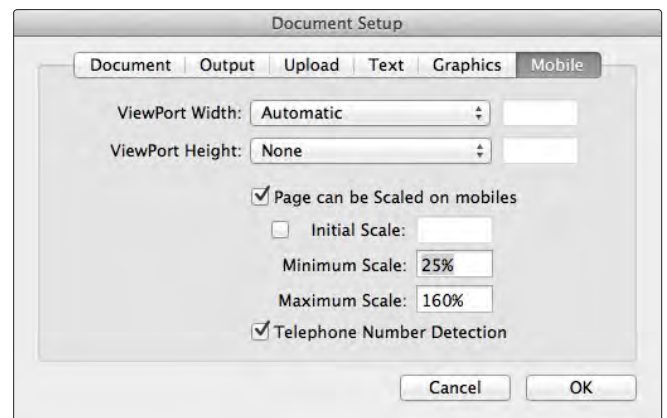 Document Setup
Document Output Upload Text Graphics Mobile
ViewPort Width: Automatic
ViewPort Height: None
Page can be Scaled on mobiles
Initial Scale:
Minimum Scale: 25%
Maximum Scale: 160%
Telephone Number Detection
Cancel OK